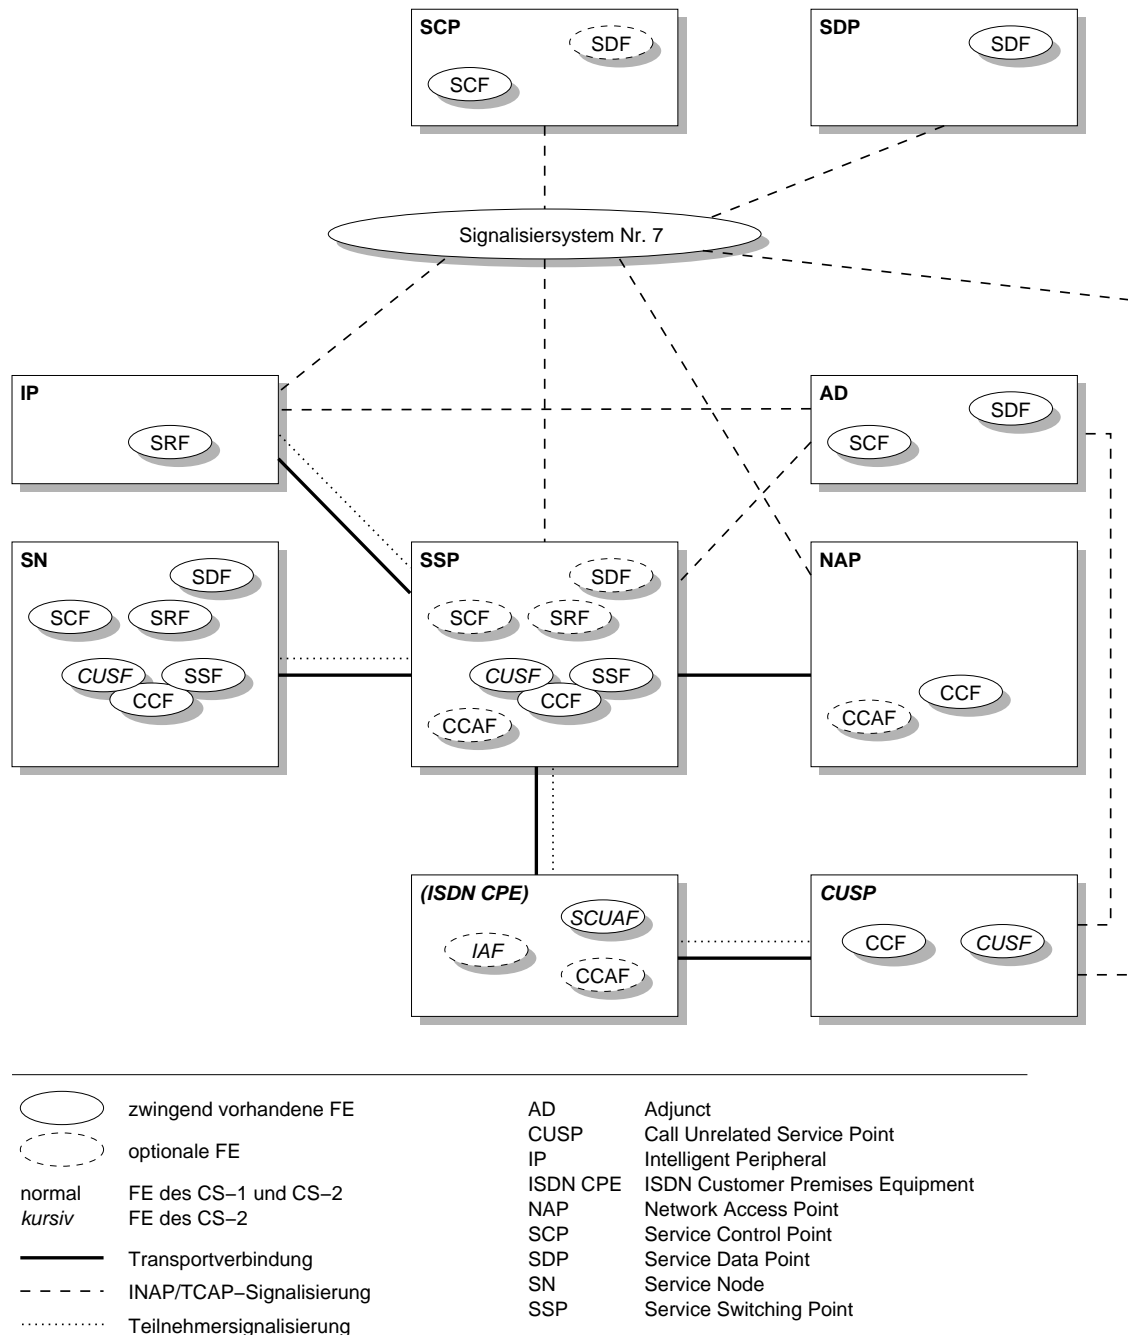 SCP
SDF
SCF
SDP
SDF
Signalisiersystem Nr. 7
IP
SRF
AD
SDF
SCF
SN
SDF
SCF
SRF
CUSF
SSF
CCF
SSP
SDF
SCF
SRF
CUSF
SSF
CCF
CCAF
NAP
CCF
CCAF
(ISDN CPE)
SCUAF
IAF
CCAF
CUSP
CCF
CUSF
zwingend vorhandene FE
optionale FE
normal FE des CS−1 und CS−2
kursiv FE des CS−2
Transportverbindung
INAP/TCAP−Signalisierung
Teilnehmersignalisierung
AD Adjunct
CUSP Call Unrelated Service Point
IP Intelligent Peripheral
ISDN CPE ISDN Customer Premises Equipment
NAP Network Access Point
SCP Service Control Point
SDP Service Data Point
SN Service Node
SSP Service Switching Point